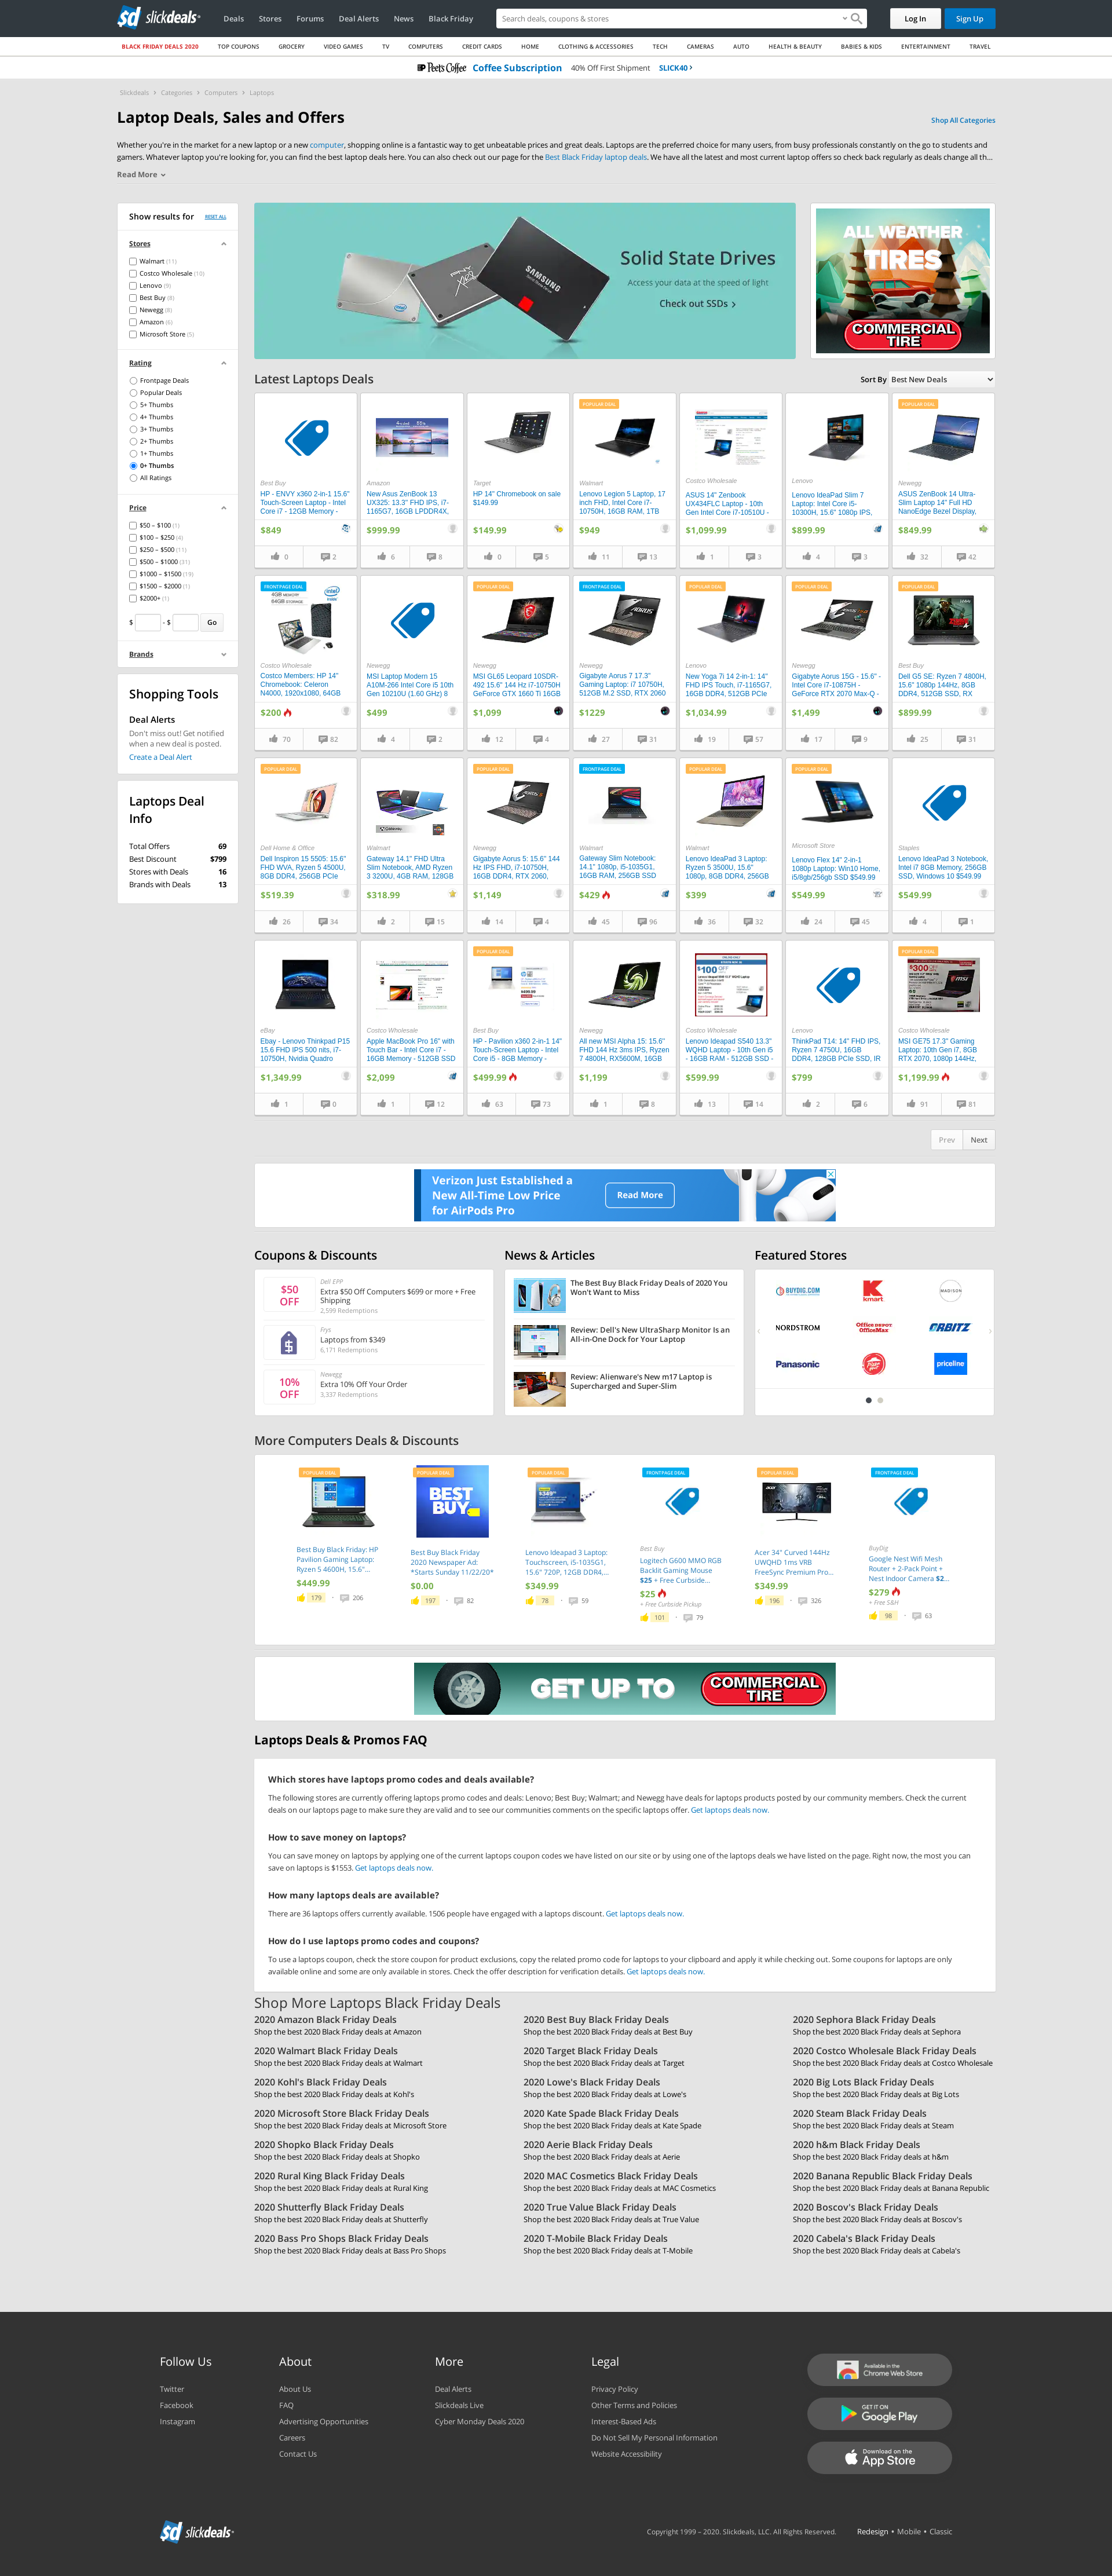 sd slickdeals
Deals Stores Forums Deal Alerts News Black Friday
Search deals, coupons & stores
Log In Sign Up
BLACK FRIDAY DEALS 2020 TOP COUPONS GROCERY VIDEO GAMES TV COMPUTERS CREDIT CARDS HOME CLOTHING & ACCESSORIES TECH CAMERAS AUTO HEALTH & BEAUTY BABIES & KIDS ENTERTAINMENT TRAVEL
Peet's Coffee Coffee Subscription 40% Off First Shipment SLICK40 ›
Slickdeals › Categories › Computers › Laptops
Laptop Deals, Sales and Offers
Shop All Categories
Whether you're in the market for a new laptop or a new computer, shopping online is a fantastic way to get unbeatable prices and great deals. Laptops are the preferred choice for many users, from busy professionals constantly on the go to students and
gamers. Whatever laptop you're looking for, you can find the best laptop deals here. You can also check out our page for the Best Black Friday laptop deals. We have all the latest and most current laptop offers so check back regularly as deals change all th...
Read More
Show results for RESET ALL
Stores
Walmart (11)
Costco Wholesale (10)
Lenovo (9)
Best Buy (8)
Newegg (8)
Amazon (6)
Microsoft Store (5)
Rating
Frontpage Deals
Popular Deals
5+ Thumbs
4+ Thumbs
3+ Thumbs
2+ Thumbs
1+ Thumbs
0+ Thumbs
All Ratings
Price
$50 – $100 (1)
$100 – $250 (4)
$250 – $500 (11)
$500 – $1000 (31)
$1000 – $1500 (19)
$1500 – $2000 (1)
$2000+ (1)
$ - $ Go
Brands
Shopping Tools
Deal Alerts
Don't miss out! Get notified
when a new deal is posted.
Create a Deal Alert
Laptops Deal
Info
Total Offers 69
Best Discount $799
Stores with Deals 16
Brands with Deals 13
Solid State Drives
Access your data at the speed of light
Check out SSDs ›
SAMSUNG
PNY
intel
ALL WEATHER
TIRES
COMMERCIAL
TIRE
Latest Laptops Deals
Sort By Best New Deals
Best Buy
HP - ENVY x360 2-in-1 15.6"
Touch-Screen Laptop - Intel
Core i7 - 12GB Memory -
$849
0 2
Amazon
New Asus ZenBook 13
UX325: 13.3" FHD IPS, i7-
1165G7, 16GB LPDDR4X,
$999.99
6 8
Target
HP 14" Chromebook on sale
$149.99
$149.99
0 5
POPULAR DEAL
Walmart
Lenovo Legion 5 Laptop, 17
inch FHD, Intel Core i7-
10750H, 16GB RAM, 1TB
$949
11 13
Costco Wholesale
ASUS 14" Zenbook
UX434FLC Laptop - 10th
Gen Intel Core i7-10510U -
$1,099.99
1 3
Lenovo
Lenovo IdeaPad Slim 7
Laptop: Intel Core i5-
10300H, 15.6" 1080p IPS,
$899.99
4 3
POPULAR DEAL
Newegg
ASUS ZenBook 14 Ultra-
Slim Laptop 14" Full HD
NanoEdge Bezel Display,
$849.99
32 42
FRONTPAGE DEAL
4GB MEMORY
64GB STORAGE
intel
Costco Wholesale
Costco Members: HP 14"
Chromebook: Celeron
N4000, 1920x1080, 64GB
$200
70 82
Newegg
MSI Laptop Modern 15
A10M-266 Intel Core i5 10th
Gen 10210U (1.60 GHz) 8
$499
4 2
POPULAR DEAL
Newegg
MSI GL65 Leopard 10SDR-
492 15.6" 144 Hz i7-10750H
GeForce GTX 1660 Ti 16GB
$1,099
12 4
FRONTPAGE DEAL
AORUS
Newegg
Gigabyte Aorus 7 17.3"
Gaming Laptop: i7 10750H,
512GB M.2 SSD, RTX 2060
$1229
27 31
POPULAR DEAL
Lenovo
New Yoga 7i 14 2-in-1: 14"
FHD IPS Touch, i7-1165G7,
16GB DDR4, 512GB PCIe
$1,034.99
19 57
POPULAR DEAL
Newegg
Gigabyte Aorus 15G - 15.6" -
Intel Core i7-10875H -
GeForce RTX 2070 Max-Q -
$1,499
17 9
POPULAR DEAL
Best Buy
Dell G5 SE: Ryzen 7 4800H,
15.6" 1080p 144Hz, 8GB
DDR4, 512GB SSD, RX
$899.99
25 31
POPULAR DEAL
Dell Home & Office
Dell Inspiron 15 5505: 15.6"
FHD WVA, Ryzen 5 4500U,
8GB DDR4, 256GB PCIe
$519.39
26 34
Walmart
Gateway 14.1" FHD Ultra
Slim Notebook, AMD Ryzen
3 3200U, 4GB RAM, 128GB
$318.99
2 15
POPULAR DEAL
Newegg
Gigabyte Aorus 5: 15.6" 144
Hz IPS FHD, i7-10750H,
16GB DDR4, RTX 2060,
$1,149
14 4
FRONTPAGE DEAL
Walmart
Gateway Slim Notebook:
14.1" 1080p, i5-1035G1,
16GB RAM, 256GB SSD
$429
45 96
POPULAR DEAL
Walmart
Lenovo IdeaPad 3 Laptop:
Ryzen 5 3500U, 15.6"
1080p, 8GB DDR4, 256GB
$399
36 32
POPULAR DEAL
Microsoft Store
Lenovo Flex 14" 2-in-1
1080p Laptop: Win10 Home,
i5/8gb/256gb SSD $549.99
$549.99
24 45
Staples
Lenovo IdeaPad 3 Notebook,
Intel i7 8GB Memory, 256GB
SSD, Windows 10 $549.99
$549.99
4 1
eBay
Ebay - Lenovo Thinkpad P15
15.6 FHD IPS 500 nits, i7-
10750H, Nvidia Quadro
$1,349.99
1 0
Costco Wholesale
Apple MacBook Pro 16" with
Touch Bar - Intel Core i7 -
16GB Memory - 512GB SSD
$2,099
1 12
POPULAR DEAL
Best Buy
HP - Pavilion x360 2-in-1 14"
Touch-Screen Laptop - Intel
Core i5 - 8GB Memory -
$499.99
63 73
Newegg
All new MSI Alpha 15: 15.6"
FHD 144 Hz 3ms IPS, Ryzen
7 4800H, RX5600M, 16GB
$1,199
1 8
$100 OFF
Costco Wholesale
Lenovo Ideapad S540 13.3"
WQHD Laptop - 10th Gen i5
- 16GB RAM - 512GB SSD -
$599.99
13 14
Lenovo
ThinkPad T14: 14" FHD IPS,
Ryzen 7 4750U, 16GB
DDR4, 128GB PCIe SSD, IR
$799
2 6
POPULAR DEAL
$300 OFF
Costco Wholesale
MSI GE75 17.3" Gaming
Laptop: 10th Gen i7, 8GB
RTX 2070, 1080p 144Hz,
$1,199.99
91 81
Prev Next
Verizon Just Established a
New All-Time Low Price
for AirPods Pro
Read More
Coupons & Discounts
$50
OFF
Dell EPP
Extra $50 Off Computers $699 or more + Free
Shipping
2,599 Redemptions
Frys
Laptops from $349
6,171 Redemptions
10%
OFF
Newegg
Extra 10% Off Your Order
3,337 Redemptions
News & Articles
The Best Buy Black Friday Deals of 2020 You
Won't Want to Miss
Review: Dell's New UltraSharp Monitor Is an
All-in-One Dock for Your Laptop
Review: Alienware's New m17 Laptop is
Supercharged and Super-Slim
Featured Stores
BUYDIG.COM kmart MADISON
NORDSTROM Office DEPOT OfficeMax ORBITZ
Panasonic Pizza Hut priceline
More Computers Deals & Discounts
POPULAR DEAL
Best Buy Black Friday: HP
Pavilion Gaming Laptop:
Ryzen 5 4600H, 15.6"...
$449.99
179 206
POPULAR DEAL
BEST
BUY
Best Buy Black Friday
2020 Newspaper Ad:
*Starts Sunday 11/22/20*
$0.00
197 82
POPULAR DEAL
Lenovo Ideapad 3 Laptop:
Touchscreen, i5-1035G1,
15.6" 720P, 12GB DDR4,...
$349.99
78 59
FRONTPAGE DEAL
Best Buy
Logitech G600 MMO RGB
Backlit Gaming Mouse
$25 + Free Curbside...
$25
+ Free Curbside Pickup
101 79
POPULAR DEAL
acer
Acer 34" Curved 144Hz
UWQHD 1ms VRB
FreeSync Premium Pro...
$349.99
196 326
FRONTPAGE DEAL
BuyDig
Google Nest Wifi Mesh
Router + 2-Pack Point +
Nest Indoor Camera $2...
$279
+ Free S&H
98 63
GET UP TO
COMMERCIAL
TIRE
Laptops Deals & Promos FAQ
Which stores have laptops promo codes and deals available?
The following stores are currently offering laptops promo codes and deals: Lenovo; Best Buy; Walmart; and Newegg have deals for laptops products posted by our community members. Check the current
deals on our laptops page to make sure they are valid and to see our communities comments on the specific laptops offer. Get laptops deals now.
How to save money on laptops?
You can save money on laptops by applying one of the current laptops coupon codes we have listed on our site or by using one of the laptops deals we have listed on the page. Right now, the most you can
save on laptops is $1553. Get laptops deals now.
How many laptops deals are available?
There are 36 laptops offers currently available. 1506 people have engaged with a laptops discount. Get laptops deals now.
How do I use laptops promo codes and coupons?
To use a laptops coupon, check the store coupon for product exclusions, copy the related promo code for laptops to your clipboard and apply it while checking out. Some coupons for laptops are only
available online and some are only available in stores. Check the offer description for verification details. Get laptops deals now.
Shop More Laptops Black Friday Deals
2020 Amazon Black Friday Deals
Shop the best 2020 Black Friday deals at Amazon
2020 Best Buy Black Friday Deals
Shop the best 2020 Black Friday deals at Best Buy
2020 Sephora Black Friday Deals
Shop the best 2020 Black Friday deals at Sephora
2020 Walmart Black Friday Deals
Shop the best 2020 Black Friday deals at Walmart
2020 Target Black Friday Deals
Shop the best 2020 Black Friday deals at Target
2020 Costco Wholesale Black Friday Deals
Shop the best 2020 Black Friday deals at Costco Wholesale
2020 Kohl's Black Friday Deals
Shop the best 2020 Black Friday deals at Kohl's
2020 Lowe's Black Friday Deals
Shop the best 2020 Black Friday deals at Lowe's
2020 Big Lots Black Friday Deals
Shop the best 2020 Black Friday deals at Big Lots
2020 Microsoft Store Black Friday Deals
Shop the best 2020 Black Friday deals at Microsoft Store
2020 Kate Spade Black Friday Deals
Shop the best 2020 Black Friday deals at Kate Spade
2020 Steam Black Friday Deals
Shop the best 2020 Black Friday deals at Steam
2020 Shopko Black Friday Deals
Shop the best 2020 Black Friday deals at Shopko
2020 Aerie Black Friday Deals
Shop the best 2020 Black Friday deals at Aerie
2020 h&m Black Friday Deals
Shop the best 2020 Black Friday deals at h&m
2020 Rural King Black Friday Deals
Shop the best 2020 Black Friday deals at Rural King
2020 MAC Cosmetics Black Friday Deals
Shop the best 2020 Black Friday deals at MAC Cosmetics
2020 Banana Republic Black Friday Deals
Shop the best 2020 Black Friday deals at Banana Republic
2020 Shutterfly Black Friday Deals
Shop the best 2020 Black Friday deals at Shutterfly
2020 True Value Black Friday Deals
Shop the best 2020 Black Friday deals at True Value
2020 Boscov's Black Friday Deals
Shop the best 2020 Black Friday deals at Boscov's
2020 Bass Pro Shops Black Friday Deals
Shop the best 2020 Black Friday deals at Bass Pro Shops
2020 T-Mobile Black Friday Deals
Shop the best 2020 Black Friday deals at T-Mobile
2020 Cabela's Black Friday Deals
Shop the best 2020 Black Friday deals at Cabela's
Follow Us
Twitter
Facebook
Instagram
About
About Us
FAQ
Advertising Opportunities
Careers
Contact Us
More
Deal Alerts
Slickdeals Live
Cyber Monday Deals 2020
Legal
Privacy Policy
Other Terms and Policies
Interest-Based Ads
Do Not Sell My Personal Information
Website Accessibility
Available in the
Chrome Web Store
GET IT ON
Google Play
Download on the
App Store
sd slickdeals
Copyright 1999 – 2020. Slickdeals, LLC. All Rights Reserved. Redesign • Mobile • Classic